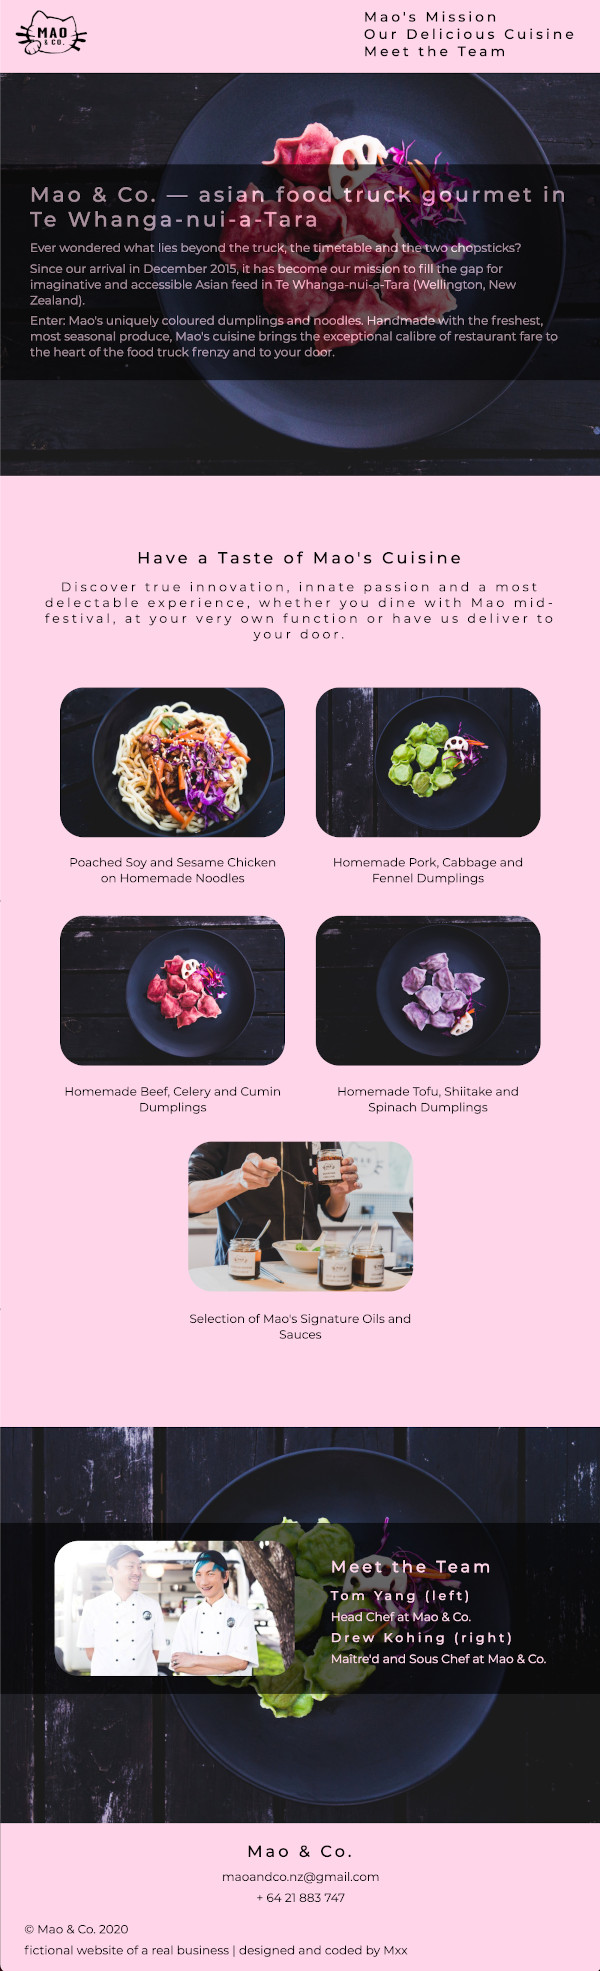 MAO
& CO.
Mao's Mission
Our Delicious Cuisine
Meet the Team
Mao & Co. — asian food truck gourmet in
Te Whanga-nui-a-Tara
Ever wondered what lies beyond the truck, the timetable and the two chopsticks?
Since our arrival in December 2015, it has become our mission to fill the gap for
imaginative and accessible Asian feed in Te Whanga-nui-a-Tara (Wellington, New
Zealand).
Enter: Mao's uniquely coloured dumplings and noodles. Handmade with the freshest,
most seasonal produce, Mao's cuisine brings the exceptional calibre of restaurant fare to
the heart of the food truck frenzy and to your door.
Have a Taste of Mao's Cuisine
Discover true innovation, innate passion and a most
delectable experience, whether you dine with Mao mid-
festival, at your very own function or have us deliver to
your door.
Poached Soy and Sesame Chicken
on Homemade Noodles
Homemade Pork, Cabbage and
Fennel Dumplings
Homemade Beef, Celery and Cumin
Dumplings
Homemade Tofu, Shiitake and
Spinach Dumplings
Selection of Mao's Signature Oils and
Sauces
Meet the Team
Tom Yang (left)
Head Chef at Mao & Co.
Drew Kohing (right)
Maître'd and Sous Chef at Mao & Co.
Mao & Co.
maoandco.nz@gmail.com
+ 64 21 883 747
© Mao & Co. 2020
fictional website of a real business | designed and coded by Mxx